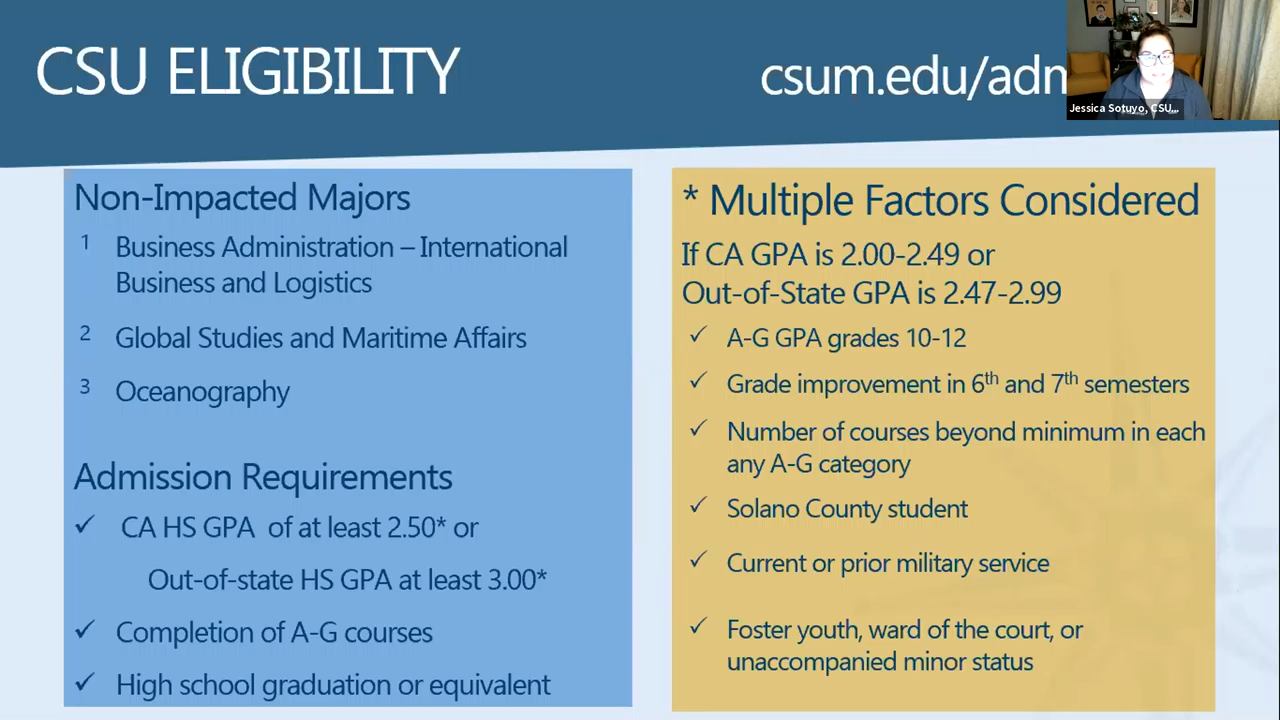 CSU ELIGIBILITY
csum.edu/adm
Jessica Sotuyo, CSU...
Non-Impacted Majors
1 Business Administration – International
Business and Logistics
2 Global Studies and Maritime Affairs
3 Oceanography
Admission Requirements
✓ CA HS GPA of at least 2.50* or
Out-of-state HS GPA at least 3.00*
✓ Completion of A-G courses
✓ High school graduation or equivalent
* Multiple Factors Considered
If CA GPA is 2.00-2.49 or
Out-of-State GPA is 2.47-2.99
✓ A-G GPA grades 10-12
✓ Grade improvement in 6th and 7th semesters
✓ Number of courses beyond minimum in each
any A-G category
✓ Solano County student
✓ Current or prior military service
✓ Foster youth, ward of the court, or
unaccompanied minor status